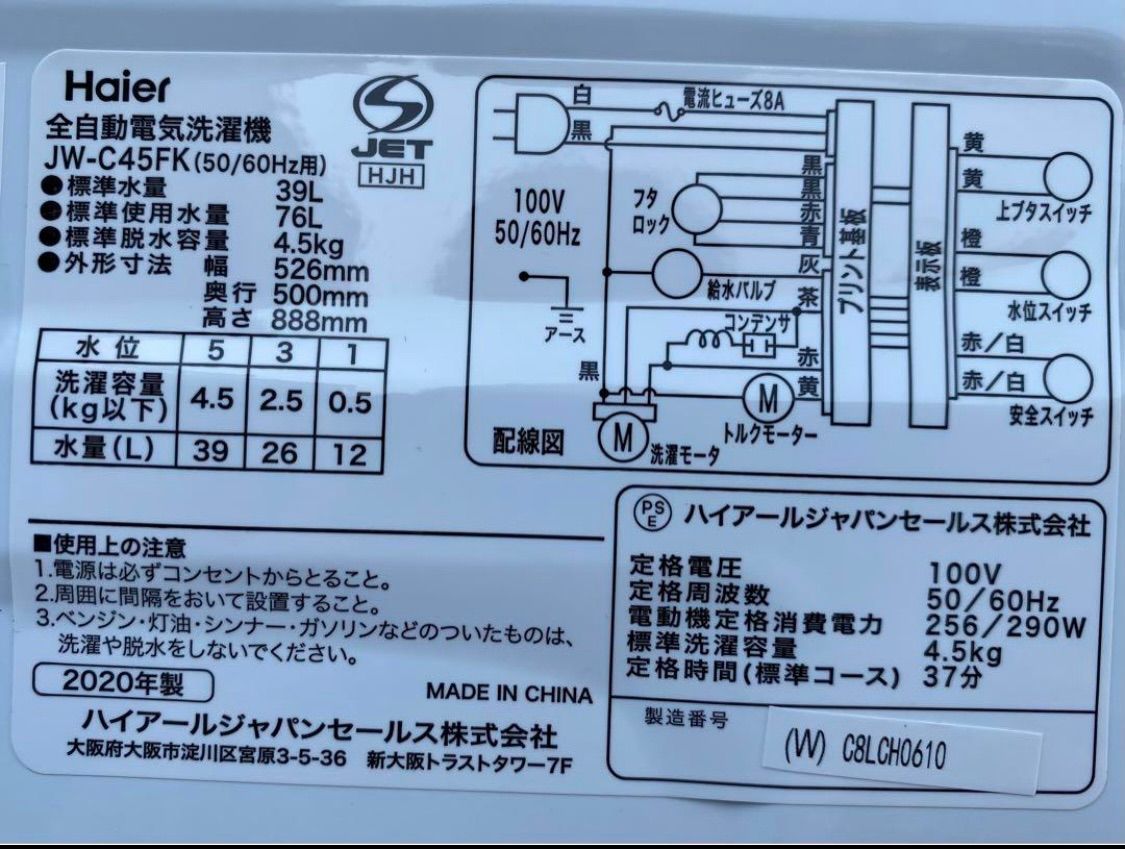 Haier
全自動電気洗濯機
JW-C45FK(50/60Hz用)
●標準水量 39L
●標準使用水量 76L
●標準脱水容量 4.5kg
●外形寸法 幅 526mm
奥行 500mm
高さ 888mm
S
JET
HJH
水位 5 3 1
洗濯容量(kg以下) 4.5 2.5 0.5
水量(L) 39 26 12
白
電流ヒューズ8A
黒
100V
50/60Hz
アース
フタ
ロック
黒
黒
赤
青
灰
給水バルブ
茶
コンデンサ
赤
黄
黒
M
トルクモーター
M
洗濯モータ
配線図
プリント基板
表示板
黄
黄
上ブタスイッチ
橙
橙
水位スイッチ
赤/白
赤/白
安全スイッチ
■使用上の注意
1.電源は必ずコンセントからとること。
2.周囲に間隔をおいて設置すること。
3.ベンジン・灯油・シンナー・ガソリンなどのついたものは、
洗濯や脱水をしないでください。
2020年製
MADE IN CHINA
ハイアールジャパンセールス株式会社
大阪府大阪市淀川区宮原3-5-36 新大阪トラストタワー7F
PS
E
ハイアールジャパンセールス株式会社
定格電圧 100V
定格周波数 50/60Hz
電動機定格消費電力 256/290W
標準洗濯容量 4.5kg
定格時間(標準コース) 37分
製造番号
(W) C8LCH0610